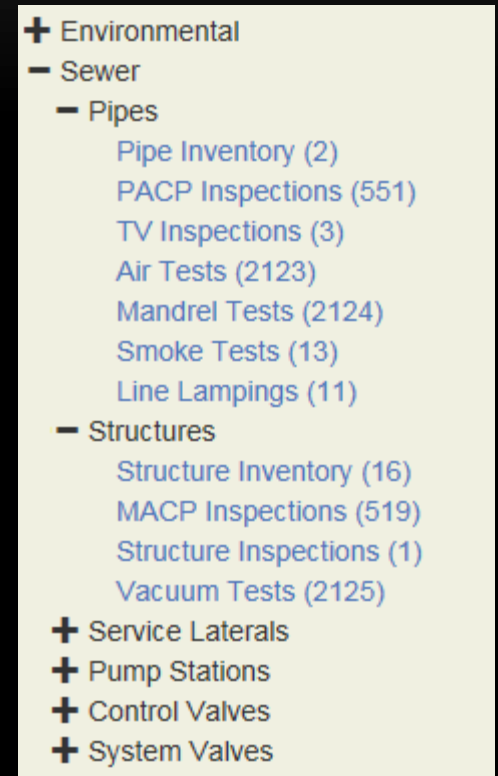 Environmental
Sewer
Pipes
Pipe Inventory (2)
PACP Inspections (551)
TV Inspections (3)
Air Tests (2123)
Mandrel Tests (2124)
Smoke Tests (13)
Line Lampings (11)
Structures
Structure Inventory (16)
MACP Inspections (519)
Structure Inspections (1)
Vacuum Tests (2125)
Service Laterals
Pump Stations
Control Valves
System Valves